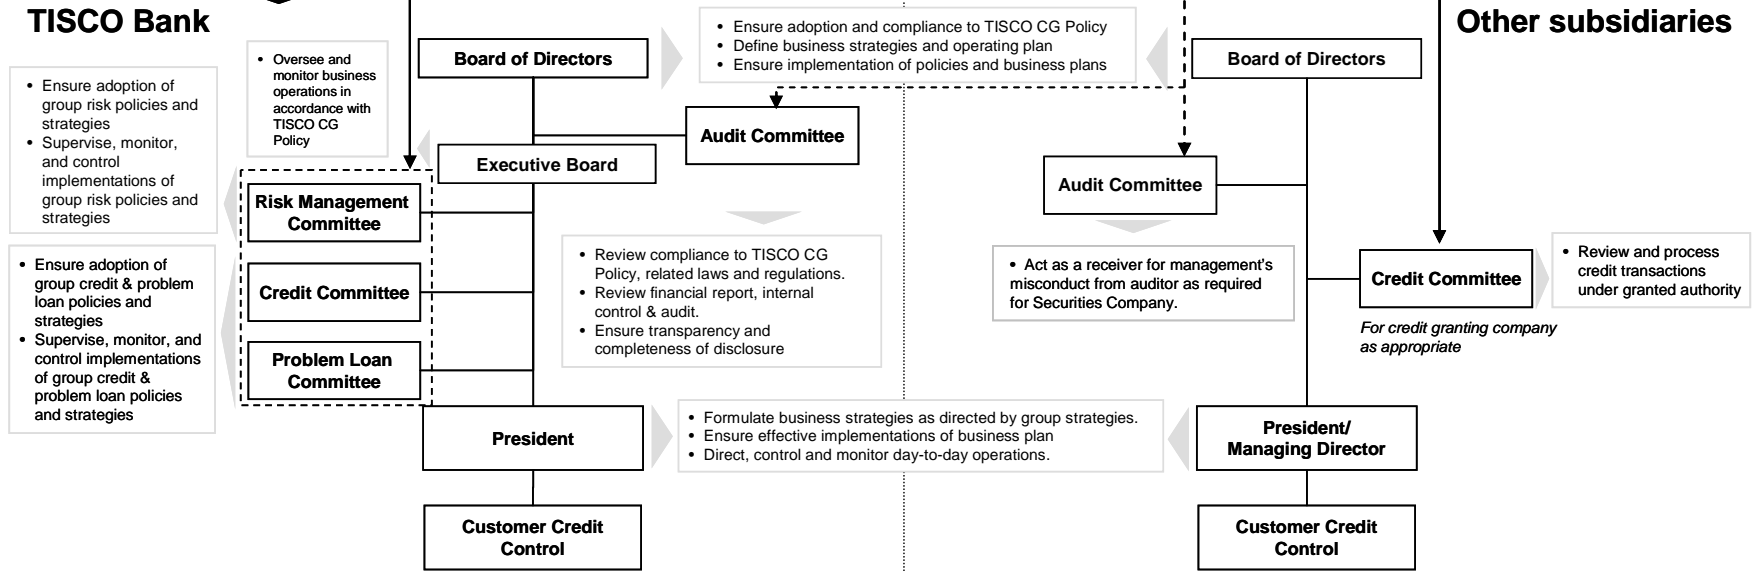 TISCO Bank
Other subsidiaries
• Ensure adoption and compliance to TISCO CG Policy
• Define business strategies and operating plan
• Ensure implementation of policies and business plans
Board of Directors
Board of Directors
• Oversee and
monitor business
operations in
accordance with
TISCO CG
Policy
• Ensure adoption of
group risk policies and
strategies
• Supervise, monitor,
and control
implementations of
group risk policies and
strategies
Audit Committee
Executive Board
Audit Committee
Risk Management
Committee
• Ensure adoption of
group credit & problem
loan policies and
strategies
• Supervise, monitor, and
control implementations
of group credit &
problem loan policies
and strategies
Credit Committee
Problem Loan
Committee
• Review compliance to TISCO CG
Policy, related laws and regulations.
• Review financial report, internal
control & audit.
• Ensure transparency and
completeness of disclosure
• Act as a receiver for management's
misconduct from auditor as required
for Securities Company.
Credit Committee
• Review and process
credit transactions
under granted authority
For credit granting company
as appropriate
President
• Formulate business strategies as directed by group strategies.
• Ensure effective implementations of business plan
• Direct, control and monitor day-to-day operations.
President/
Managing Director
Customer Credit
Control
Customer Credit
Control